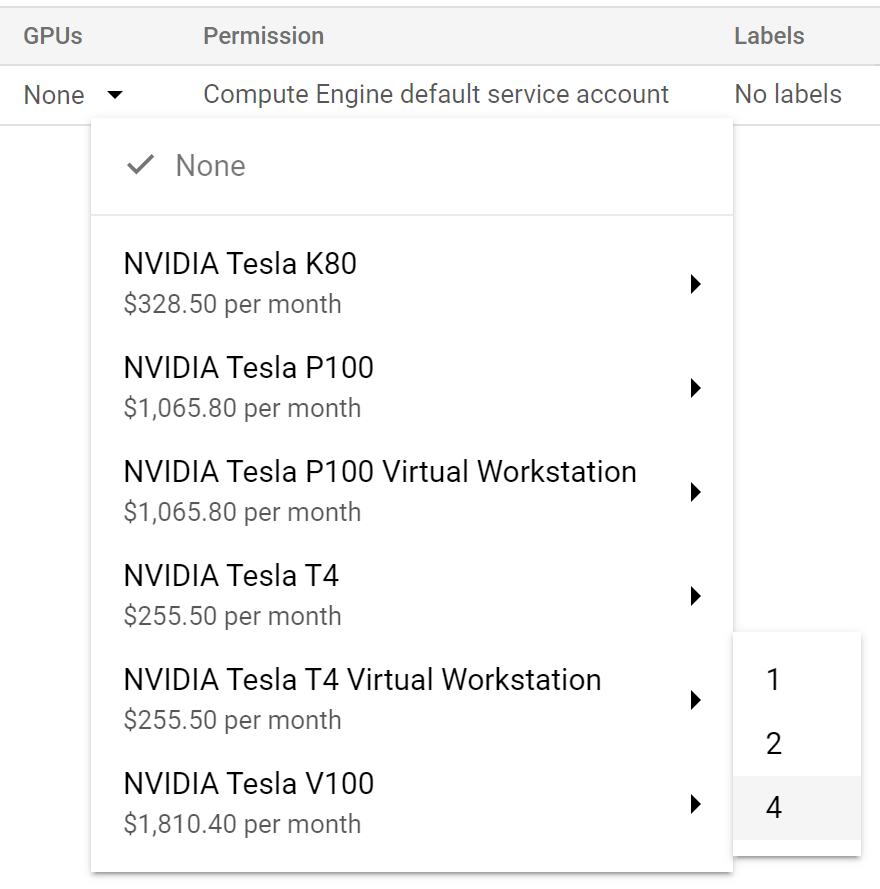 GPUs Permission Labels
None Compute Engine default service account No labels
None
NVIDIA Tesla K80
$328.50 per month
NVIDIA Tesla P100
$1,065.80 per month
NVIDIA Tesla P100 Virtual Workstation
$1,065.80 per month
NVIDIA Tesla T4
$255.50 per month
NVIDIA Tesla T4 Virtual Workstation
$255.50 per month
NVIDIA Tesla V100
$1,810.40 per month
1
2
4